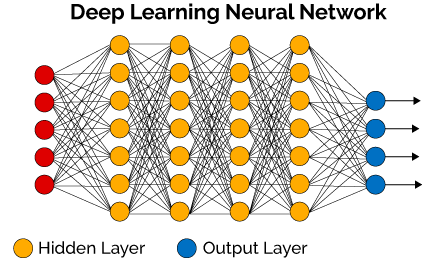 Deep Learning Neural Network
Hidden Layer Output Layer